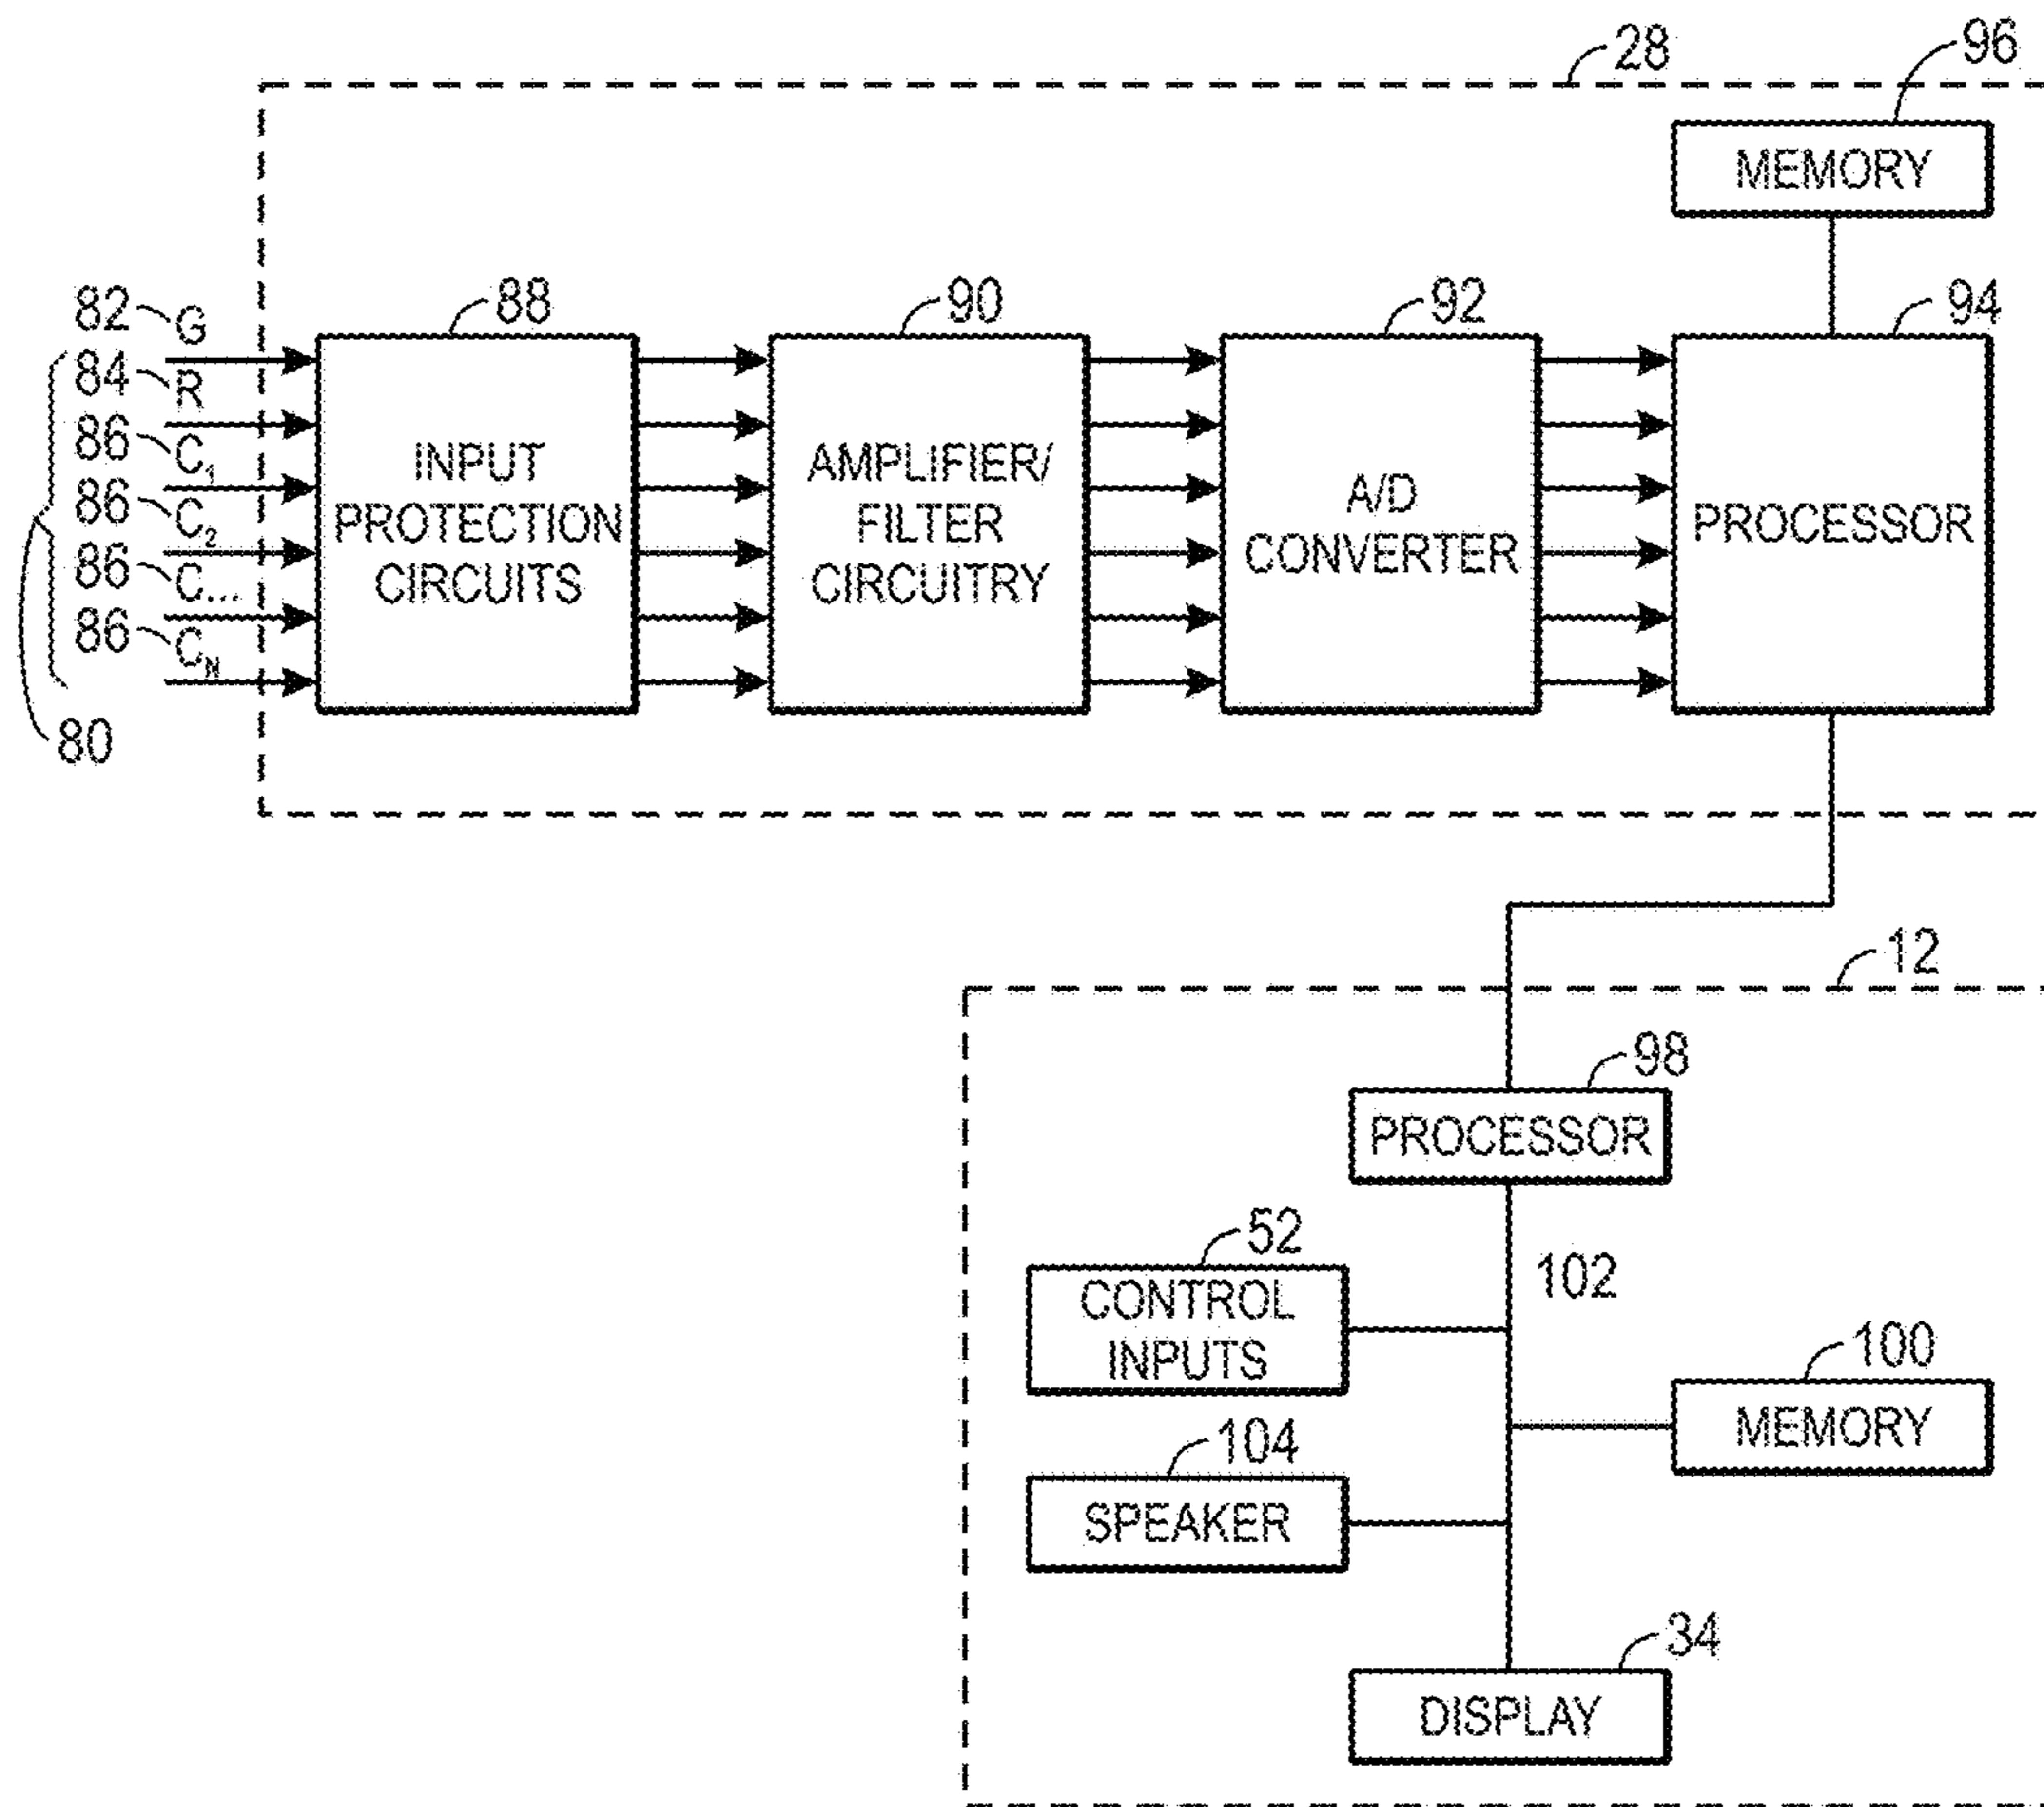 28
96
MEMORY
82 G
84 R
86 C₁
86 C₂
86 C...
86 C_N
80
88
INPUT
PROTECTION
CIRCUITS
90
AMPLIFIER/
FILTER
CIRCUITRY
92
A/D
CONVERTER
94
PROCESSOR
12
98
PROCESSOR
52
CONTROL
INPUTS
102
100
MEMORY
104
SPEAKER
34
DISPLAY